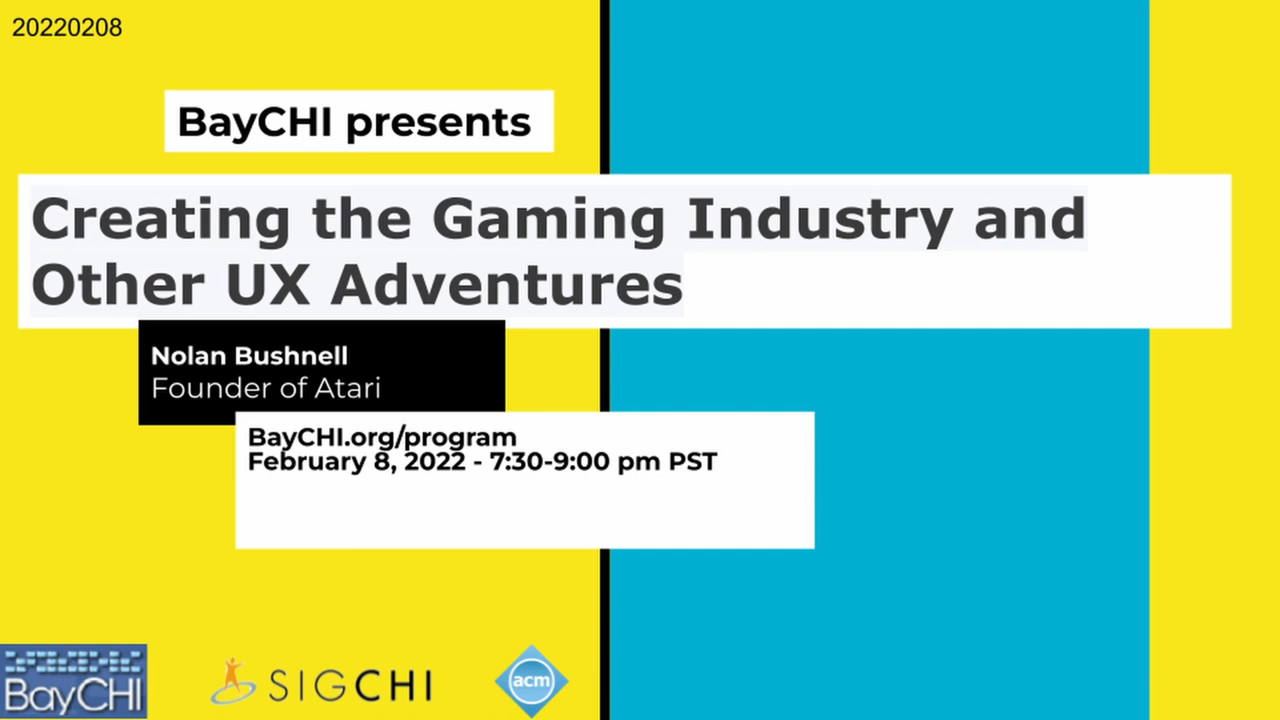 20220208
BayCHI presents
Creating the Gaming Industry and
Other UX Adventures
Nolan Bushnell
Founder of Atari
BayCHI.org/program
February 8, 2022 - 7:30-9:00 pm PST
BayCHI
SIGCHI
acm